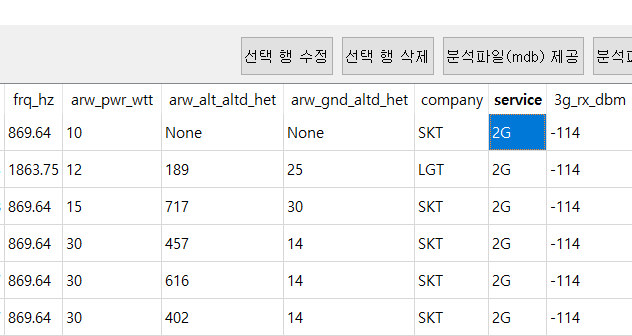 선택 행 수정 선택 행 삭제 분석파일(mdb) 제공 분석파
frq_hz arw_pwr_wtt arw_alt_altd_het arw_gnd_altd_het company service 3g_rx_dbm
869.64 10 None None SKT 2G -114
1863.75 12 189 25 LGT 2G -114
869.64 15 717 30 SKT 2G -114
869.64 30 457 14 SKT 2G -114
869.64 30 616 14 SKT 2G -114
869.64 30 402 14 SKT 2G -114